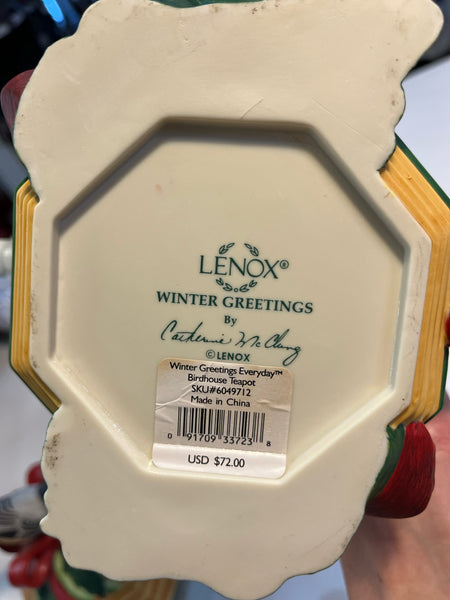 LENOX®
WINTER GREETINGS
By
Catherine McClung
© LENOX
Winter Greetings Everyday™
Birdhouse Teapot
SKU#6049712
Made in China
0 91709 33723 8
USD $72.00